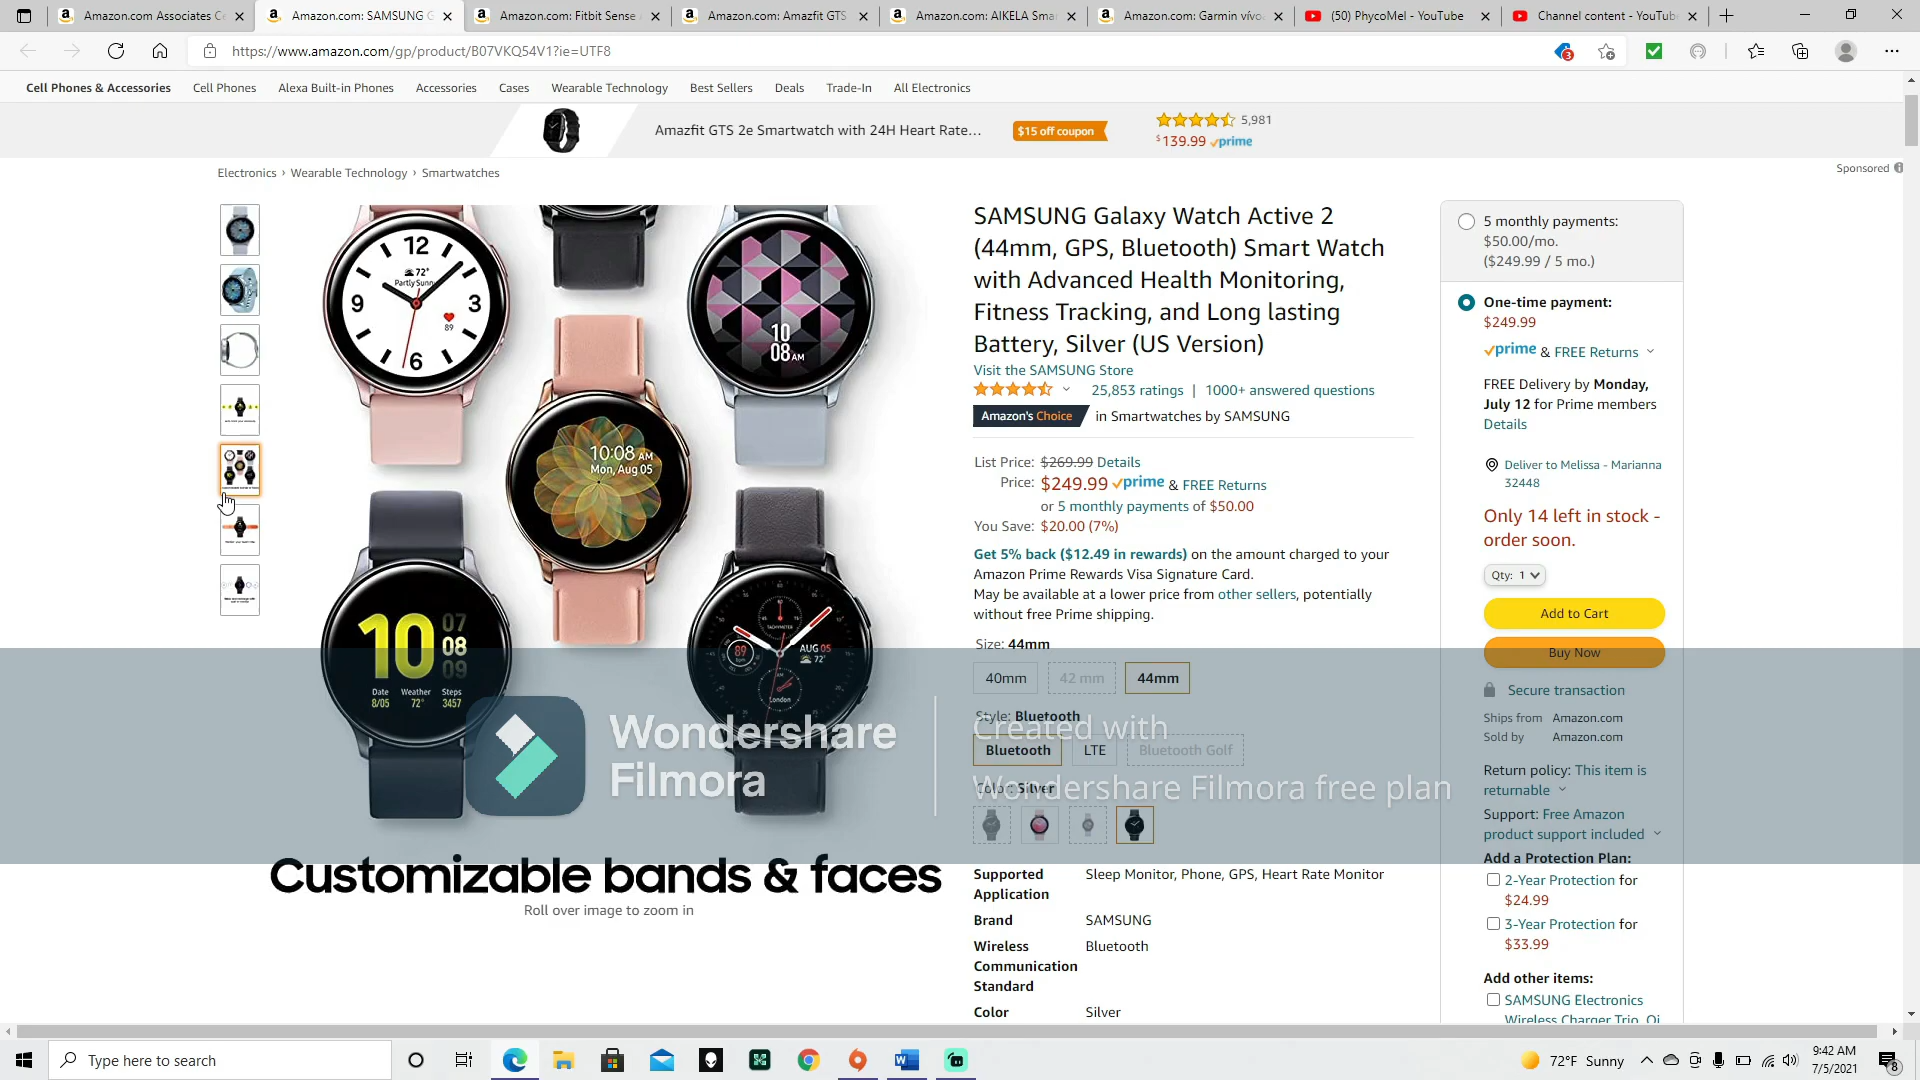 Amazon.com Associates Ce
Amazon.com: SAMSUNG G
Amazon.com: Fitbit Sense
Amazon.com: Amazfit GTS
Amazon.com: AIKELA Sma
Amazon.com: Garmin vívo
(50) PhycoMel - YouTube
Channel content - YouTub
https://www.amazon.com/gp/product/B07VKQ54V1?ie=UTF8
3
Cell Phones & Accessories
Cell Phones
Alexa Built-in Phones
Accessories
Cases
Wearable Technology
Best Sellers
Deals
Trade-In
All Electronics
Amazfit GTS 2e Smartwatch with 24H Heart Rate…
$15 off coupon
5,981
$139.99 prime
Sponsored
Electronics › Wearable Technology › Smartwatches
12
72°
Partly Sunny
9
3
89
6
10
08 AM
10:08 AM
Mon, Aug 05
10
07
08
09
Date Weather Steps
8/05 72° 3457
TACHYMETER
89
AUG 05
72°
London
Customizable bands & faces
Roll over image to zoom in
SAMSUNG Galaxy Watch Active 2
(44mm, GPS, Bluetooth) Smart Watch
with Advanced Health Monitoring,
Fitness Tracking, and Long lasting
Battery, Silver (US Version)
Visit the SAMSUNG Store
25,853 ratings | 1000+ answered questions
Amazon's Choice in Smartwatches by SAMSUNG
List Price: $269.99 Details
Price: $249.99 prime & FREE Returns
or 5 monthly payments of $50.00
You Save: $20.00 (7%)
Get 5% back ($12.49 in rewards) on the amount charged to your
Amazon Prime Rewards Visa Signature Card.
May be available at a lower price from other sellers, potentially
without free Prime shipping.
Size: 44mm
40mm
42 mm
44mm
Style: Bluetooth
Bluetooth
LTE
Bluetooth Golf
Color: Silver
Supported
Application
Sleep Monitor, Phone, GPS, Heart Rate Monitor
Brand
SAMSUNG
Wireless
Communication
Standard
Bluetooth
Color
Silver
Wondershare
Filmora
Created with
Wondershare Filmora free plan
5 monthly payments:
$50.00/mo.
($249.99 / 5 mo.)
One-time payment:
$249.99
prime & FREE Returns
FREE Delivery by Monday,
July 12 for Prime members
Details
Deliver to Melissa - Marianna
32448
Only 14 left in stock -
order soon.
Qty: 1
Add to Cart
Buy Now
Secure transaction
Ships from Amazon.com
Sold by Amazon.com
Return policy: This item is
returnable
Support: Free Amazon
product support included
Add a Protection Plan:
2-Year Protection for
$24.99
3-Year Protection for
$33.99
Add other items:
SAMSUNG Electronics
Wireless Charger Trio, Qi
Type here to search
72°F Sunny
9:42 AM
7/5/2021
8